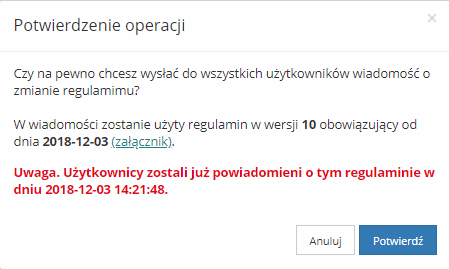 Potwierdzenie operacji
×
Czy na pewno chcesz wysłać do wszystkich użytkowników wiadomość o
zmianie regulamimu?
W wiadomości zostanie użyty regulamin w wersji 10 obowiązujący od
dnia 2018-12-03 (załącznik).
Uwaga. Użytkownicy zostali już powiadomieni o tym regulaminie w
dniu 2018-12-03 14:21:48.
Anuluj
Potwierdź